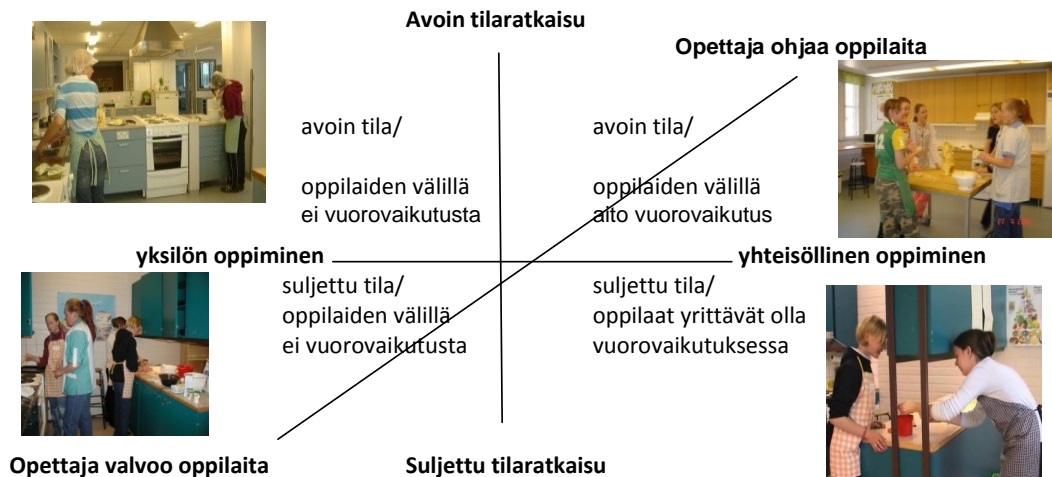 Avoin tilaratkaisu
Opettaja ohjaa oppilaita
avoin tila/
oppilaiden välillä
ei vuorovaikutusta
avoin tila/
oppilaiden välillä
aito vuorovaikutus
yksilön oppiminen
yhteisöllinen oppiminen
suljettu tila/
oppilaiden välillä
ei vuorovaikutusta
suljettu tila/
oppilaat yrittävät olla
vuorovaikutuksessa
Opettaja valvoo oppilaita
Suljettu tilaratkaisu